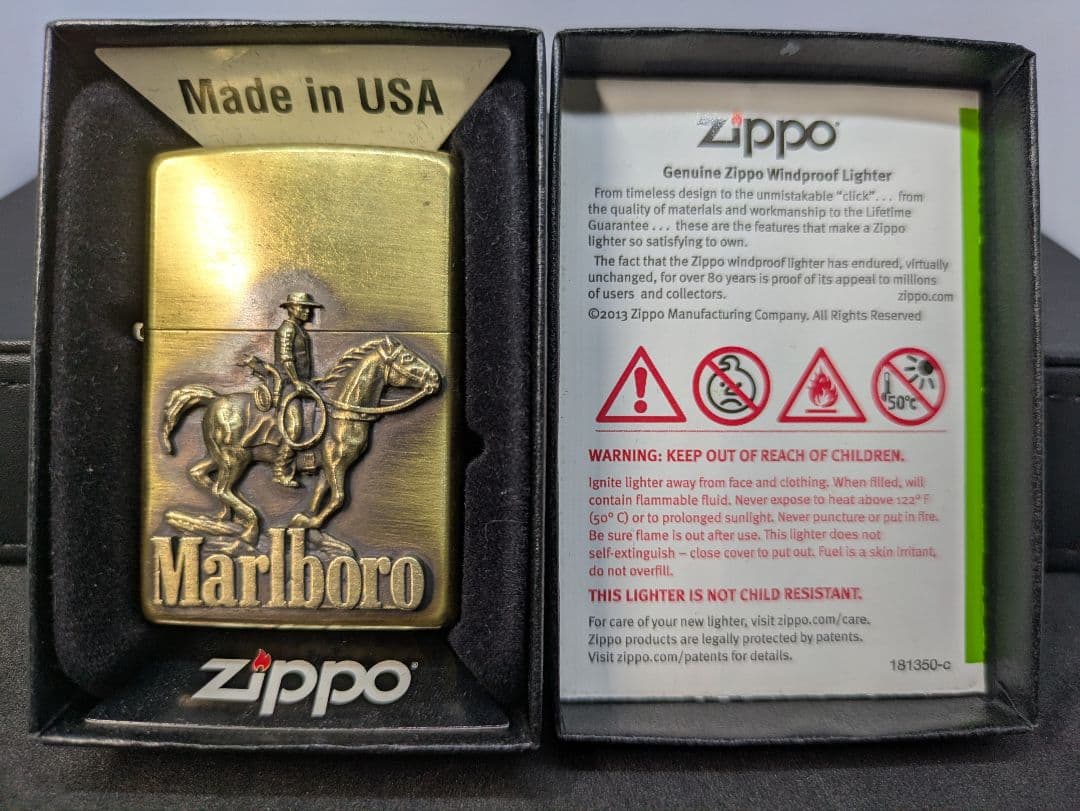 Made in USA
Marlboro
zippo
zippo
Genuine Zippo Windproof Lighter
From timeless design to the unmistakable “click”. . . from
the quality of materials and workmanship to the Lifetime
Guarantee . . . these are the features that make a Zippo
lighter so satisfying to own.
The fact that the Zippo windproof lighter has endured, virtually
unchanged, for over 80 years is proof of its appeal to millions
of users and collectors. zippo.com
©2013 Zippo Manufacturing Company. All Rights Reserved
50°C
WARNING: KEEP OUT OF REACH OF CHILDREN.
Ignite lighter away from face and clothing. When filled, will
contain flammable fluid. Never expose to heat above 122° F
(50° C) or to prolonged sunlight. Never puncture or put in fire.
Be sure flame is out after use. This lighter does not
self-extinguish – close cover to put out. Fuel is a skin irritant,
do not overfill.
THIS LIGHTER IS NOT CHILD RESISTANT.
For care of your new lighter, visit zippo.com/care.
Zippo products are legally protected by patents.
Visit zippo.com/patents for details.
181350-c